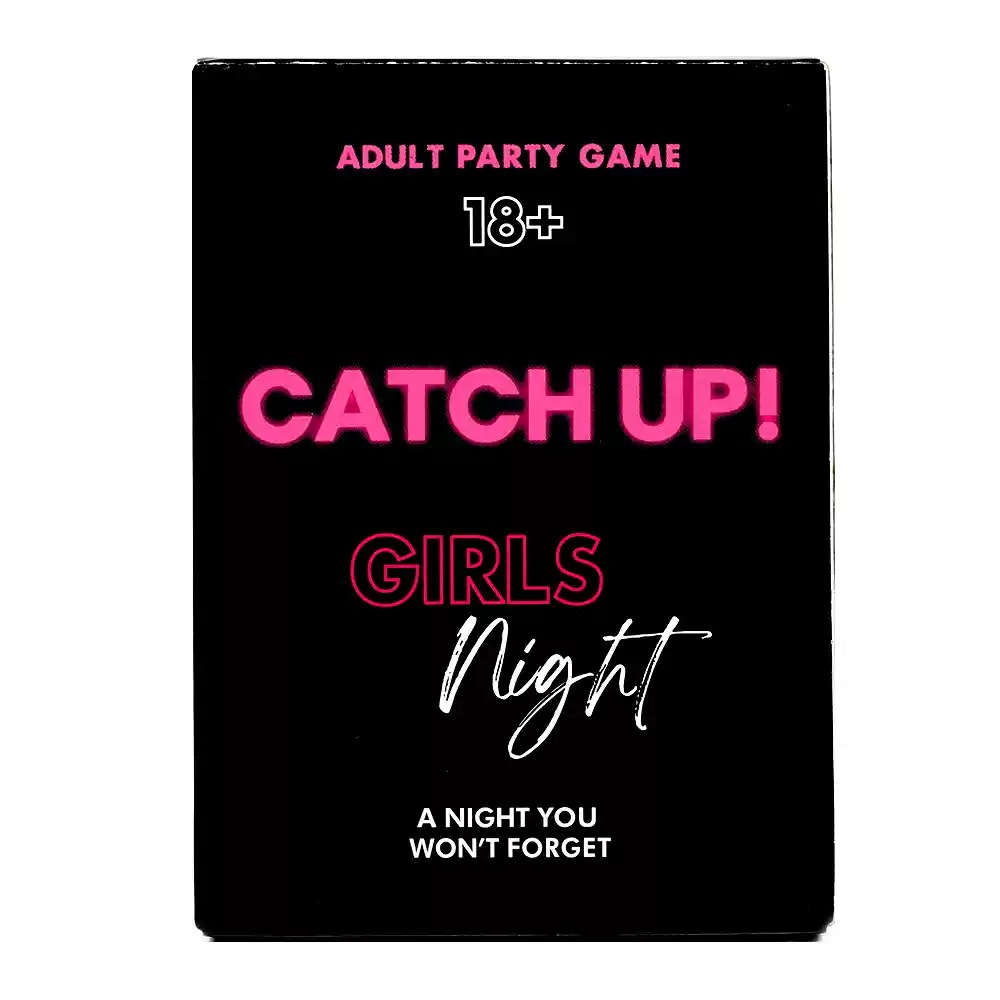 ADULT PARTY GAME
18+
CATCH UP!
GIRLS
Night
A NIGHT YOU
WON'T FORGET